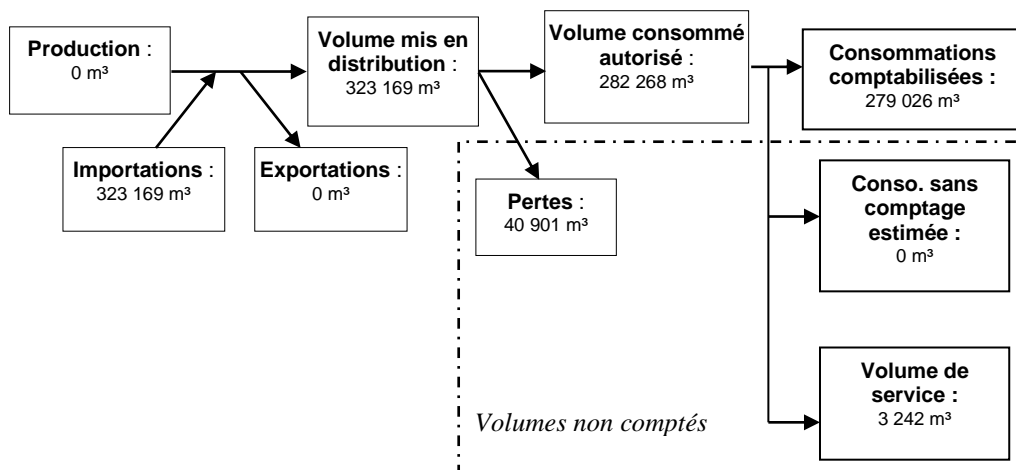 Production :
0 m³
Volume mis en
distribution :
323 169 m³
Volume consommé
autorisé :
282 268 m³
Consommations
comptabilisées :
279 026 m³
Importations :
323 169 m³
Exportations :
0 m³
Pertes :
40 901 m³
Conso. sans
comptage
estimée :
0 m³
Volume de
service :
3 242 m³
Volumes non comptés